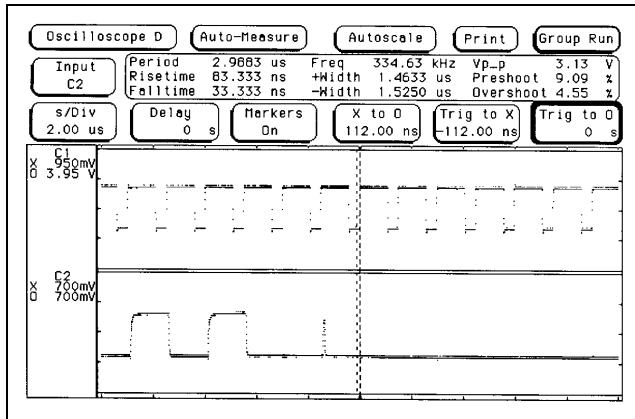 Oscilloscope D Auto-Measure Autoscale Print Group Run
Input C2
Period 2.9883 us Freq 334.63 kHz Vp_p 3.13 V
Risetime 83.333 ns +Width 1.4633 us Preshoot 9.09 %
Falltime 33.333 ns -Width 1.5250 us Overshoot 4.55 %
s/Div 2.00 us
Delay 0 s
Markers On
X to O 112.00 ns
Trig to X -112.00 ns
Trig to O 0 s
C1
X 950mV
O 3.95 V
C2
X 700mV
O 700mV